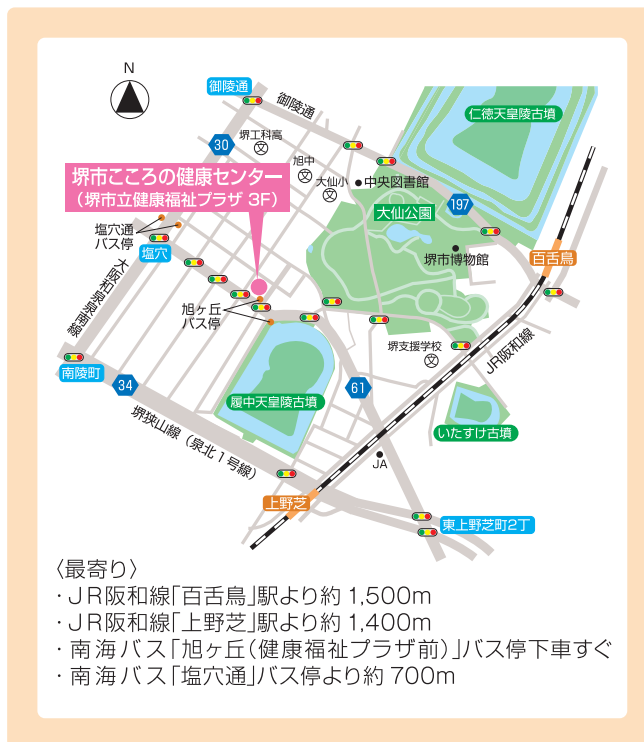 N
御陵通
御陵通
仁徳天皇陵古墳
堺工科高
30
旭中
大仙小
中央図書館
堺市こころの健康センター
（堺市立健康福祉プラザ 3F）
197
大仙公園
塩穴通
バス停
塩穴
堺市博物館
百舌鳥
大阪和泉泉南線
旭ヶ丘
バス停
堺支援学校
JR阪和線
南陵町
34
61
履中天皇陵古墳
いたすけ古墳
堺狭山線（泉北1号線）
JA
上野芝
東上野芝町2丁
〈最寄り〉
・JR阪和線「百舌鳥」駅より約 1,500m
・JR阪和線「上野芝」駅より約 1,400m
・南海バス「旭ヶ丘（健康福祉プラザ前）」バス停下車すぐ
・南海バス「塩穴通」バス停より約 700m